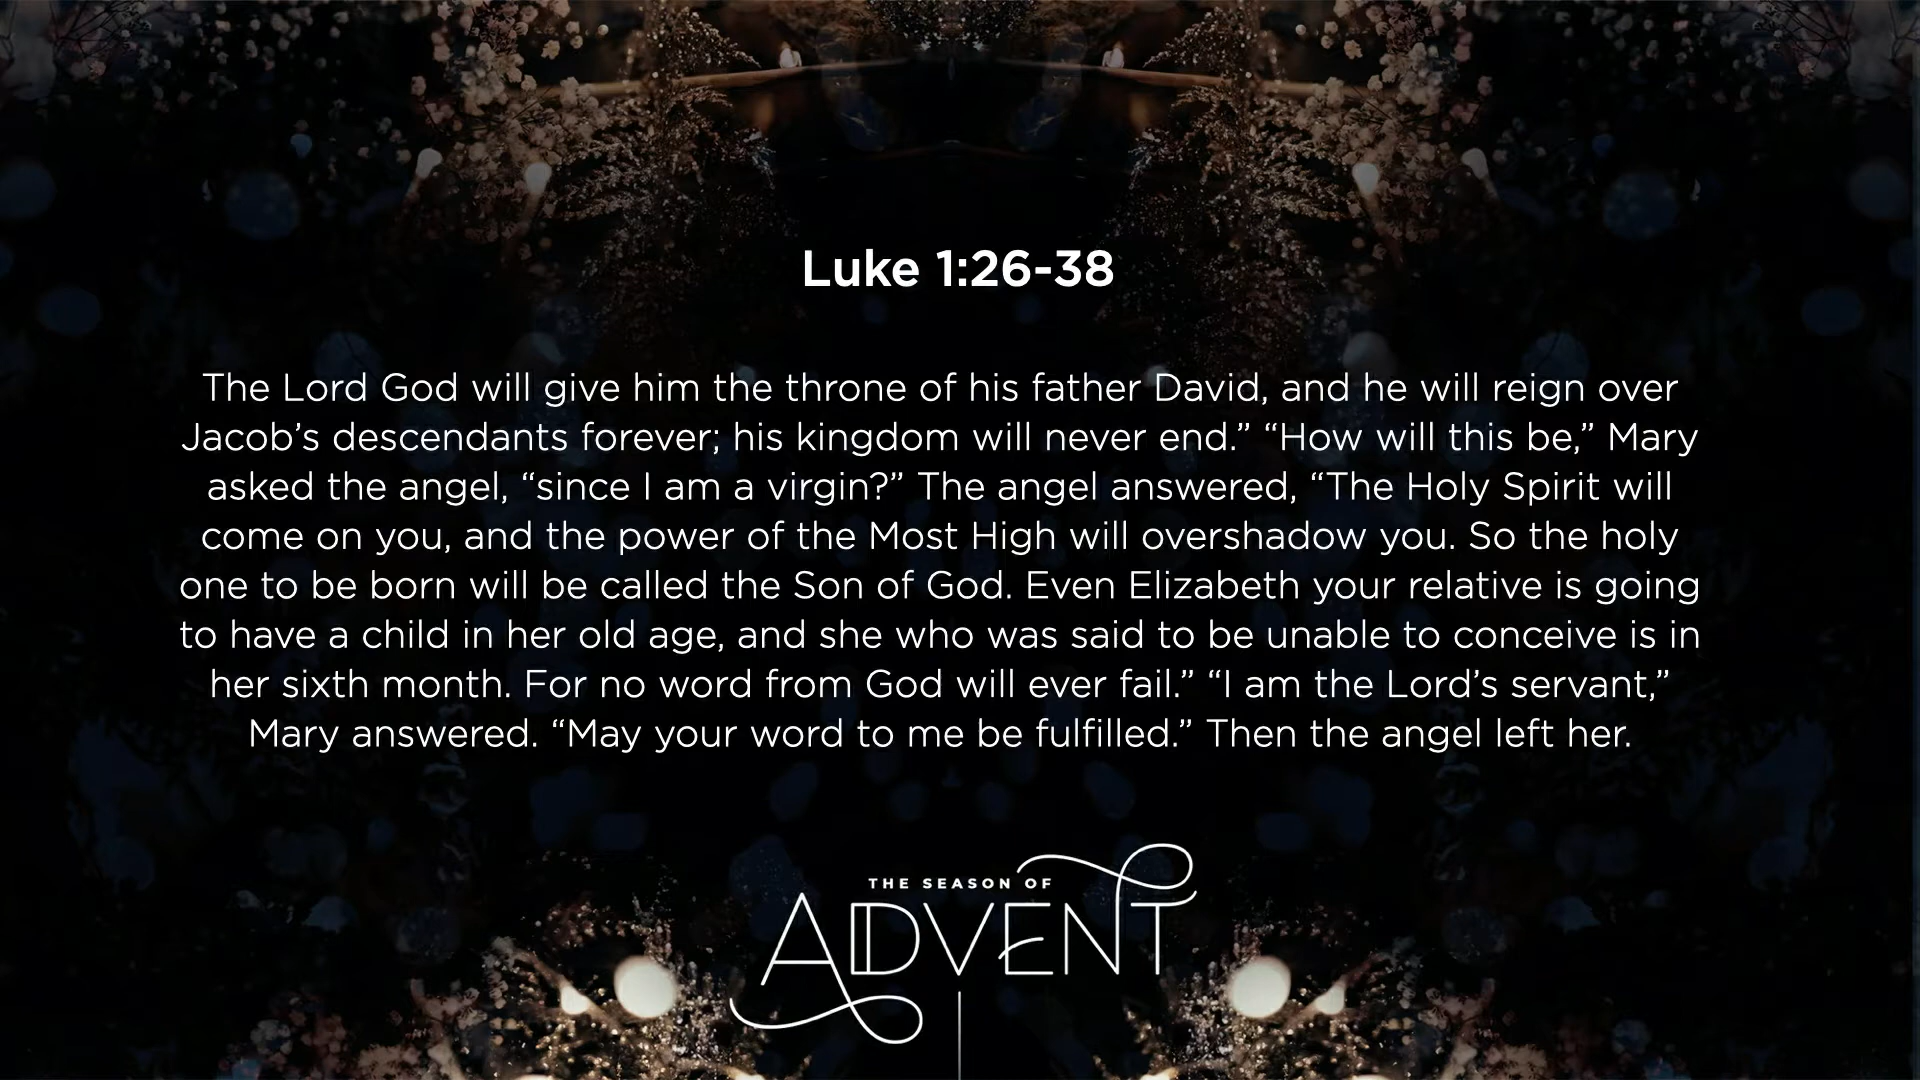 Luke 1:26-38
The Lord God will give him the throne of his father David, and he will reign over
Jacob’s descendants forever; his kingdom will never end.” “How will this be,” Mary
asked the angel, “since I am a virgin?” The angel answered, “The Holy Spirit will
come on you, and the power of the Most High will overshadow you. So the holy
one to be born will be called the Son of God. Even Elizabeth your relative is going
to have a child in her old age, and she who was said to be unable to conceive is in
her sixth month. For no word from God will ever fail.” “I am the Lord’s servant,”
Mary answered. “May your word to me be fulfilled.” Then the angel left her.
THE SEASON OF
ADVENT